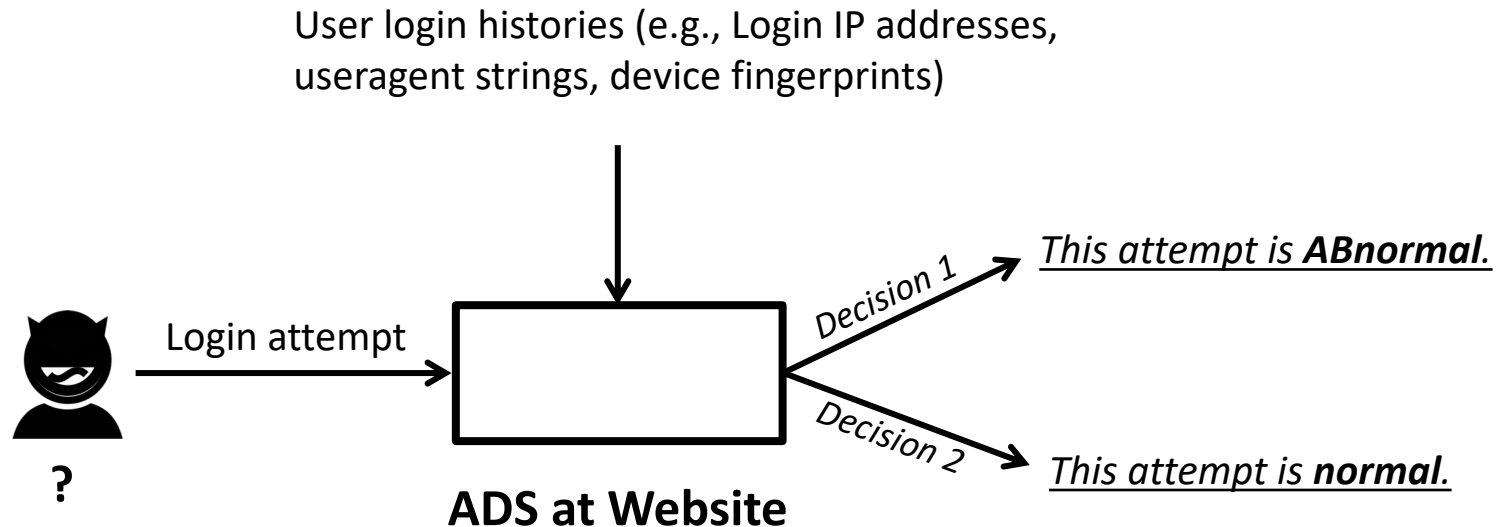 User login histories (e.g., Login IP addresses,
useragent strings, device fingerprints)
This attempt is ABnormal.
Decision 1
Login attempt
Decision 2
This attempt is normal.
?
ADS at Website